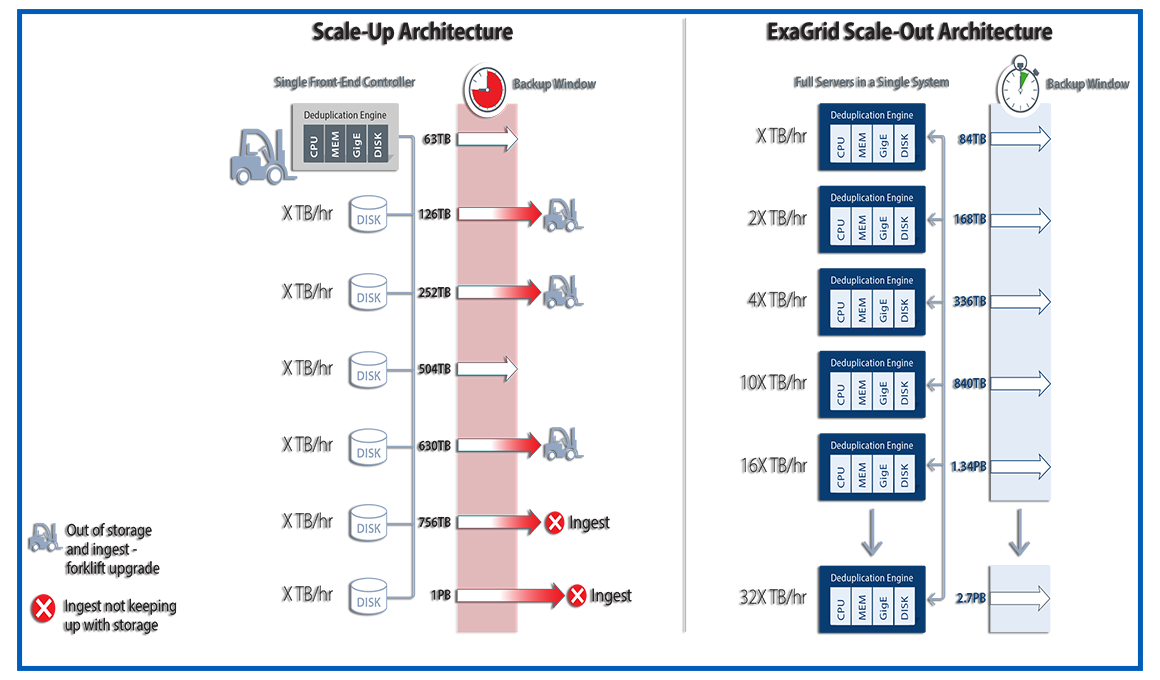 Scale-Up Architecture
Single Front-End Controller
Backup Window
Deduplication Engine
CPU
MEM
GigE
DISK
63TB
X TB/hr
DISK
126TB
X TB/hr
DISK
252TB
X TB/hr
DISK
504TB
X TB/hr
DISK
630TB
X TB/hr
DISK
756TB
Ingest
X TB/hr
DISK
1PB
Ingest
Out of storage
and ingest -
forklift upgrade
Ingest not keeping
up with storage
ExaGrid Scale-Out Architecture
Full Servers in a Single System
Backup Window
X TB/hr
Deduplication Engine
CPU
MEM
GigE
DISK
84TB
2X TB/hr
Deduplication Engine
CPU
MEM
GigE
DISK
168TB
4X TB/hr
Deduplication Engine
CPU
MEM
GigE
DISK
336TB
10X TB/hr
Deduplication Engine
CPU
MEM
GigE
DISK
840TB
16X TB/hr
Deduplication Engine
CPU
MEM
GigE
DISK
1.34PB
32X TB/hr
Deduplication Engine
CPU
MEM
GigE
DISK
2.7PB